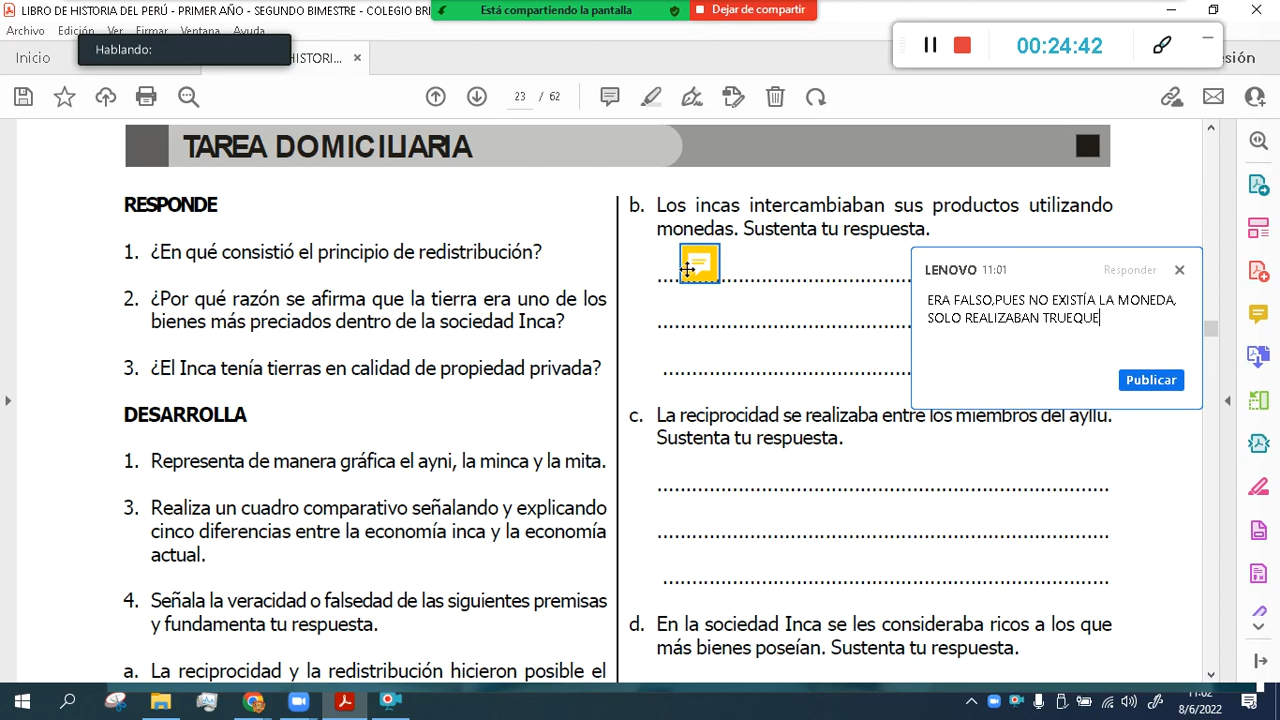 LIBRO DE HISTORIA DEL PERÚ - PRIMER AÑO - SEGUNDO BIMESTRE - COLEGIO BRI
Está compartiendo la pantalla
Dejar de compartir
Archivo Edición Ver Firmar Ventana Ayuda
Hablando:
00:24:42
Inicio
HISTORI...
esión
23 / 62
TAREA DOMICILIARIA
RESPONDE
1. ¿En qué consistió el principio de redistribución?
2. ¿Por qué razón se afirma que la tierra era uno de los
bienes más preciados dentro de la sociedad Inca?
3. ¿El Inca tenía tierras en calidad de propiedad privada?
DESARROLLA
1. Representa de manera gráfica el ayni, la minca y la mita.
3. Realiza un cuadro comparativo señalando y explicando
cinco diferencias entre la economía inca y la economía
actual.
4. Señala la veracidad o falsedad de las siguientes premisas
y fundamenta tu respuesta.
a. La reciprocidad y la redistribución hicieron posible el
b. Los incas intercambiaban sus productos utilizando
monedas. Sustenta tu respuesta.
LENOVO 11:01
Responder
ERA FALSO,PUES NO EXISTÍA LA MONEDA,
SOLO REALIZABAN TRUEQUE
Publicar
c. La reciprocidad se realizaba entre los miembros del ayllu.
Sustenta tu respuesta.
d. En la sociedad Inca se les consideraba ricos a los que
más bienes poseían. Sustenta tu respuesta.
11:02
8/6/2022